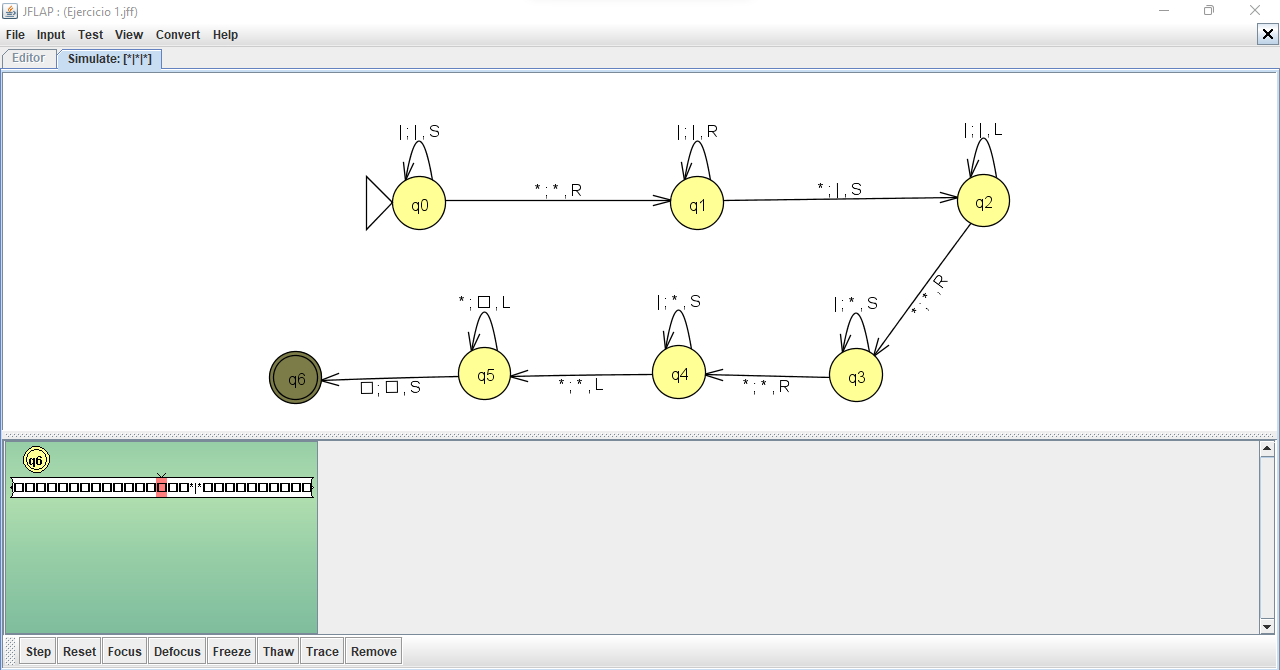 JFLAP : (Ejercicio 1.jff)
File Input Test View Convert Help
Editor Simulate: [*|*|*]
| ; | , S
| ; | , R
| ; | , L
q0
* ; * , R
q1
* ; | , S
q2
* ; * , R
* ; □ , L
| ; * , S
| ; * , S
q6
□ ; □ , S
q5
* ; * , L
q4
* ; * , R
q3
q6
□□□□□□□□□□□□□□□□*|*□□□□□□□□□□
Step Reset Focus Defocus Freeze Thaw Trace Remove